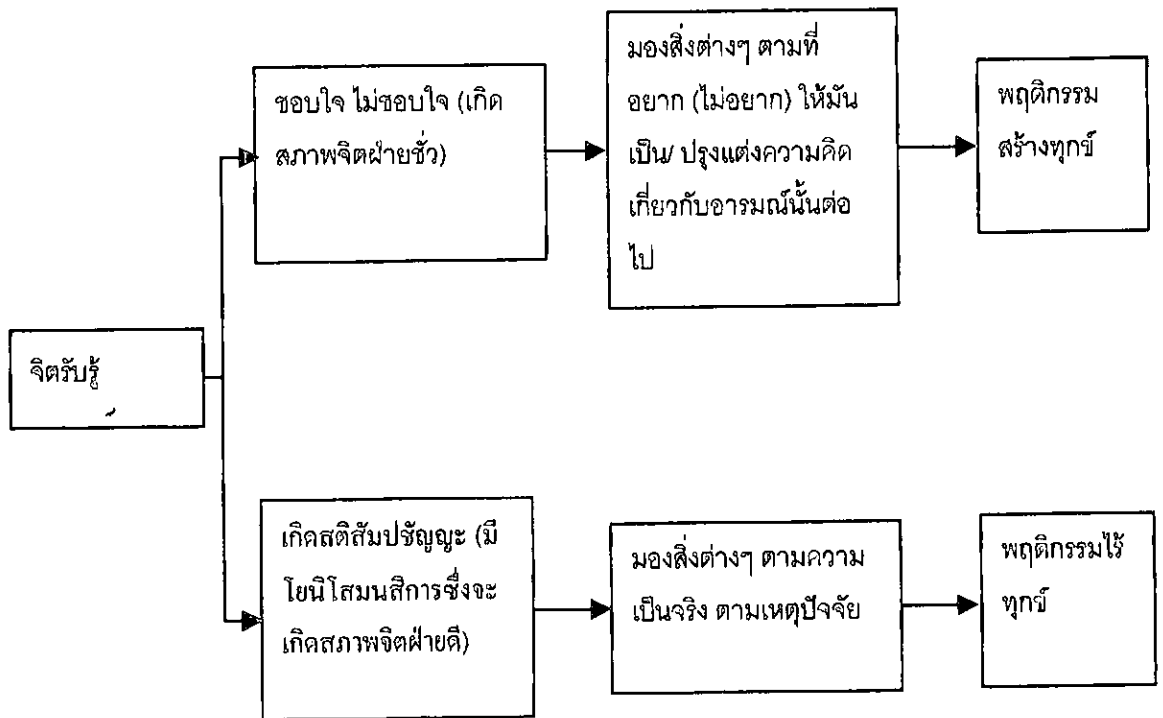 ชอบใจ ไม่ชอบใจ (เกิด
สภาพจิตฝ่ายชั่ว)
มองสิ่งต่างๆ ตามที่
อยาก (ไม่อยาก) ให้มัน
เป็น/ ปรุงแต่งความคิด
เกี่ยวกับอารมณ์นั้นต่อ
ไป
พฤติกรรม
สร้างทุกข์
จิตรับรู้
เกิดสติสัมปชัญญะ (มี
โยนิโสมนสิการซึ่งจะ
เกิดสภาพจิตฝ่ายดี)
มองสิ่งต่างๆ ตามความ
เป็นจริง ตามเหตุปัจจัย
พฤติกรรมไร้
ทุกข์